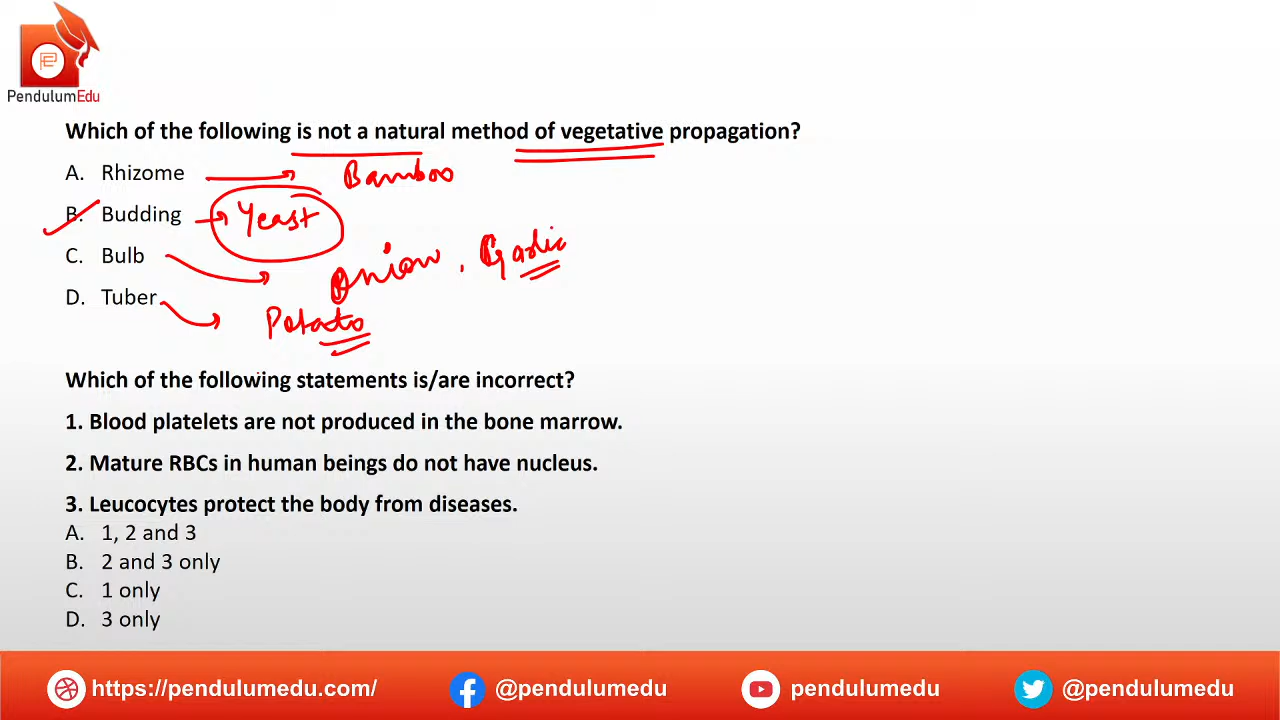 PendulumEdu
Which of the following is not a natural method of vegetative propagation?
A. Rhizome Bamboo
B. Budding Yeast
C. Bulb Onion, Garlic
D. Tuber Potato
Which of the following statements is/are incorrect?
1. Blood platelets are not produced in the bone marrow.
2. Mature RBCs in human beings do not have nucleus.
3. Leucocytes protect the body from diseases.
A. 1, 2 and 3
B. 2 and 3 only
C. 1 only
D. 3 only
https://pendulumedu.com/ @pendulumedu pendulumedu @pendulumedu